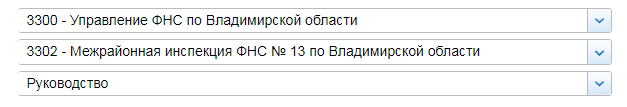 3300 - Управление ФНС по Владимирской области
3302 - Межрайонная инспекция ФНС № 13 по Владимирской области
Руководство